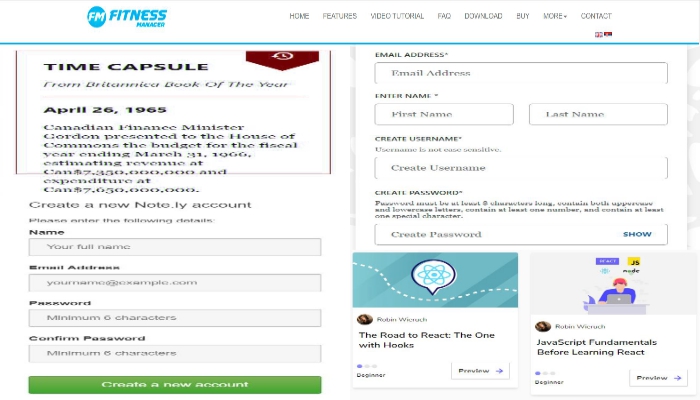 FM FITNESS
MANAGER
HOME FEATURES VIDEO TUTORIAL FAQ DOWNLOAD BUY MORE CONTACT
TIME CAPSULE
From Britannica Book Of The Year
April 26, 1965
Canadian Finance Minister
Gordon presented to the House of
Commons the budget for the fiscal
year ending March 31, 1966,
estimating revenue at
Can$7,350,000,000 and
expenditure at
Can$7,650,000,000.
Create a new Note.ly account
Please enter the following details:
Name
Your full name
Email Address
yourname@example.com
Password
Minimum 6 characters
Confirm Password
Minimum 6 characters
Create a new account
EMAIL ADDRESS*
Email Address
ENTER NAME *
First Name Last Name
CREATE USERNAME*
Username is not case sensitive.
Create Username
CREATE PASSWORD*
Password must be at least 8 characters long, contain both uppercase
and lowercase letters, contain at least one number, and contain at least
one special character.
Create Password SHOW
Robin Wieruch
The Road to React: The One
with Hooks
Beginner
Preview
REACT JS
node
Robin Wieruch
JavaScript Fundamentals
Before Learning React
Beginner
Preview